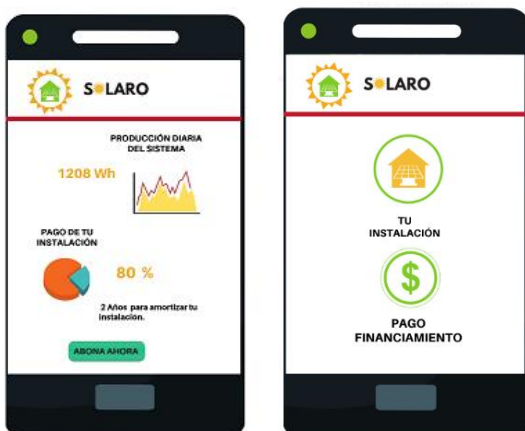 SOLARO
PRODUCCIÓN DIARIA
DEL SISTEMA
1208 Wh
PAGO DE TU
INSTALACIÓN
80 %
2 Años para amortizar tu
instalación.
ABONA AHORA
SOLARO
TU
INSTALACIÓN
$
PAGO
FINANCIAMIENTO